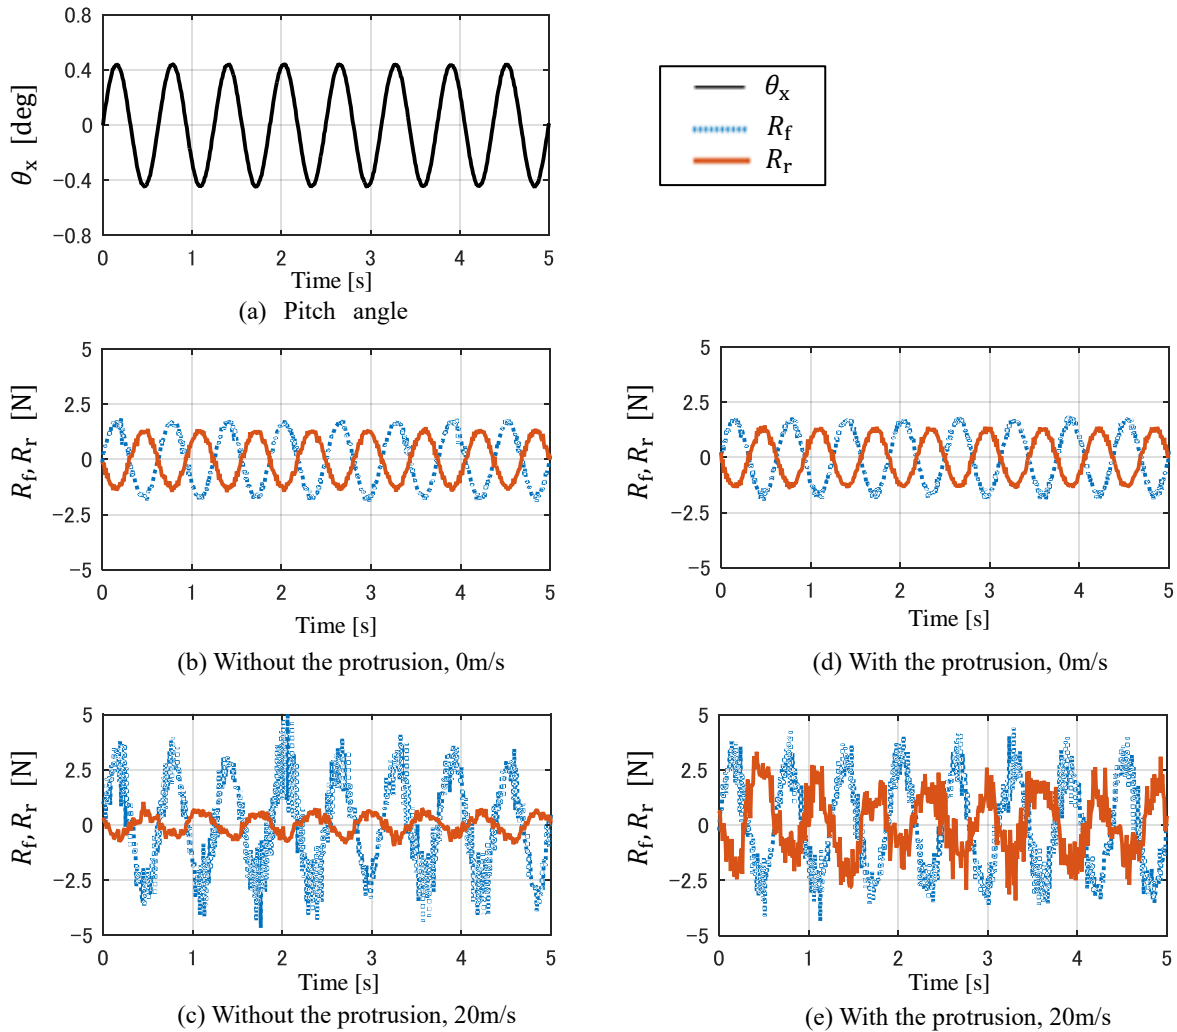 0.8
0.4
0
−0.4
−0.8
θx [deg]
0 1 2 3 4 5
Time [s]
(a) Pitch angle
θx
Rf
Rr
5
2.5
0
−2.5
−5
Rf, Rr [N]
0 1 2 3 4 5
Time [s]
(b) Without the protrusion, 0m/s
5
2.5
0
−2.5
−5
Rf, Rr [N]
0 1 2 3 4 5
Time [s]
(d) With the protrusion, 0m/s
5
2.5
0
−2.5
−5
Rf, Rr [N]
0 1 2 3 4 5
Time [s]
(c) Without the protrusion, 20m/s
5
2.5
0
−2.5
−5
Rf, Rr [N]
0 1 2 3 4 5
Time [s]
(e) With the protrusion, 20m/s